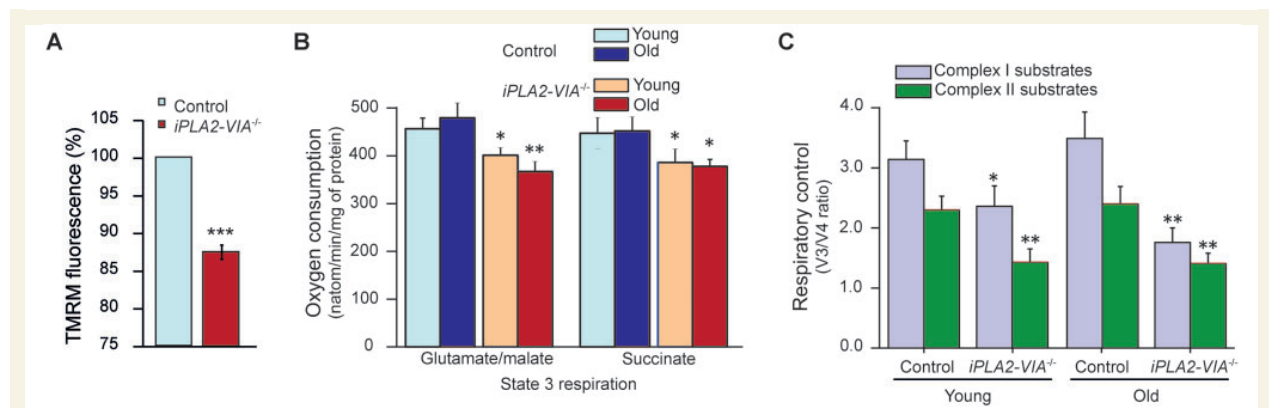 A
Control
iPLA2-VIA-/-
TMRM fluorescence (%)
105
100
95
90
85
80
75
***
B
Control
Young
Old
iPLA2-VIA-/-
Young
Old
Oxygen consumption
(natom/min/mg of protein)
500
400
300
400
300
0
*
**
*
*
Glutamate/malate
Succinate
State 3 respiration
C
Complex I substrates
Complex II substrates
Respiratory control
(V3/V4 ratio)
4.0
3.0
2.0
1.0
0.0
*
**
**
**
Control
iPLA2-VIA-/-
Control
iPLA2-VIA-/-
Young
Old